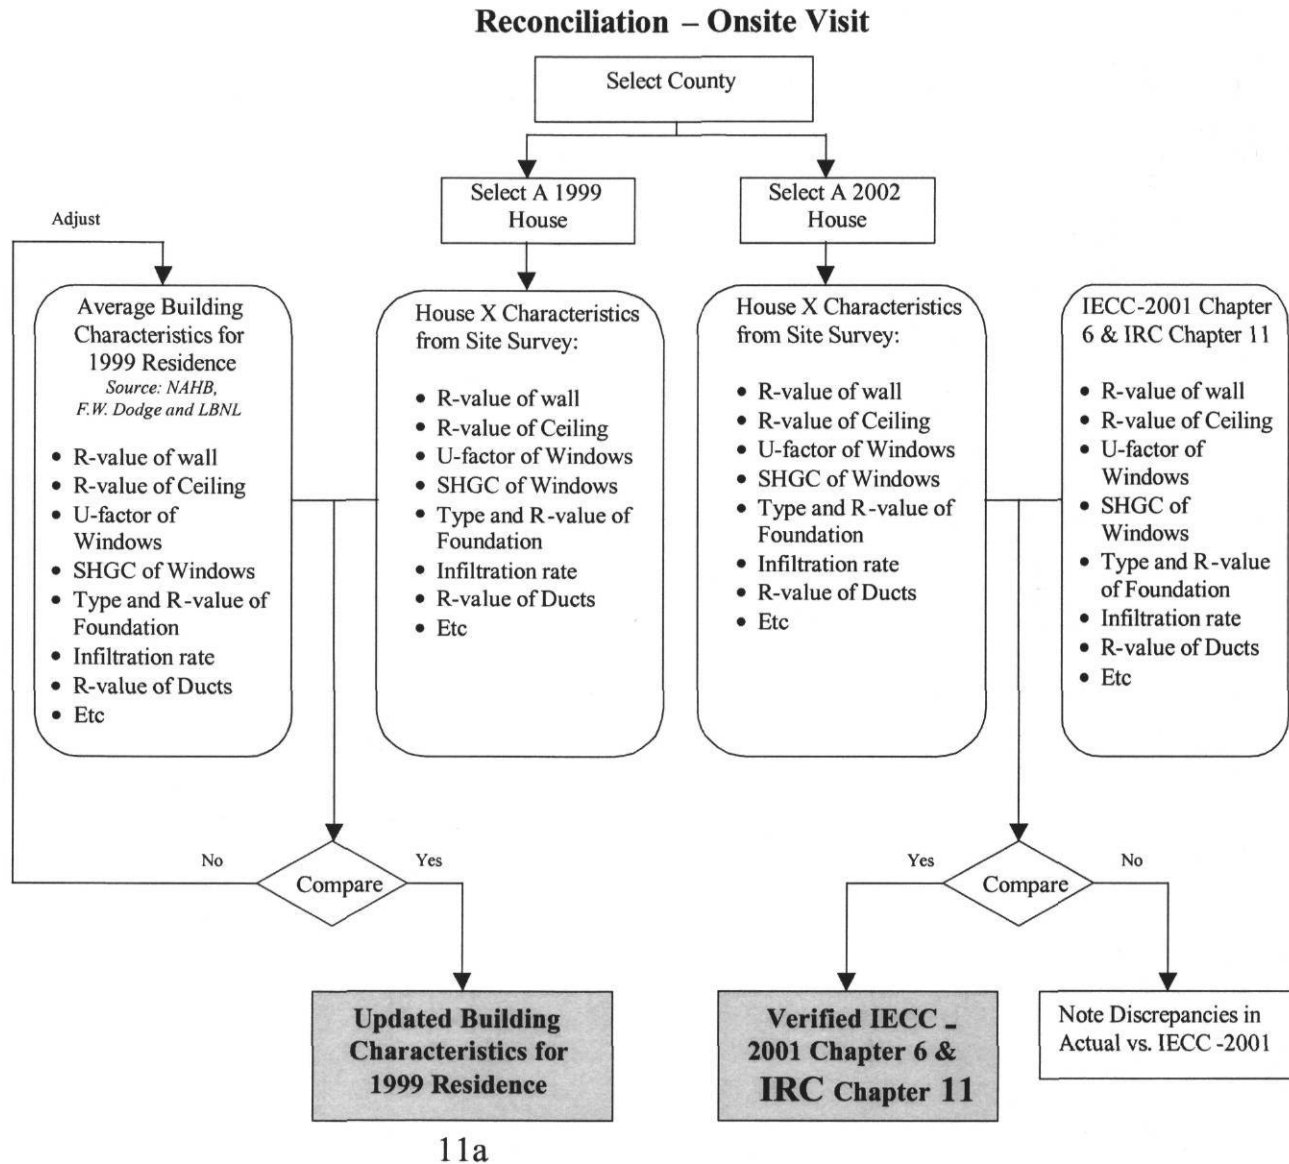 Reconciliation – Onsite Visit
Select County
Select A 1999
House
Select A 2002
House
Adjust
Average Building
Characteristics for
1999 Residence
Source: NAHB,
F.W. Dodge and LBNL
• R-value of wall
• R-value of Ceiling
• U-factor of
Windows
• SHGC of Windows
• Type and R-value of
Foundation
• Infiltration rate
• R-value of Ducts
• Etc
House X Characteristics
from Site Survey:
• R-value of wall
• R-value of Ceiling
• U-factor of Windows
• SHGC of Windows
• Type and R-value of
Foundation
• Infiltration rate
• R-value of Ducts
• Etc
House X Characteristics
from Site Survey:
• R-value of wall
• R-value of Ceiling
• U-factor of Windows
• SHGC of Windows
• Type and R-value of
Foundation
• Infiltration rate
• R-value of Ducts
• Etc
IECC-2001 Chapter
6 & IRC Chapter 11
• R-value of wall
• R-value of Ceiling
• U-factor of
Windows
• SHGC of
Windows
• Type and R-value
of Foundation
• Infiltration rate
• R-value of Ducts
• Etc
No
Compare
Yes
Yes
Compare
No
Updated Building
Characteristics for
1999 Residence
Verified IECC –
2001 Chapter 6 &
IRC Chapter 11
Note Discrepancies in
Actual vs. IECC -2001
11a